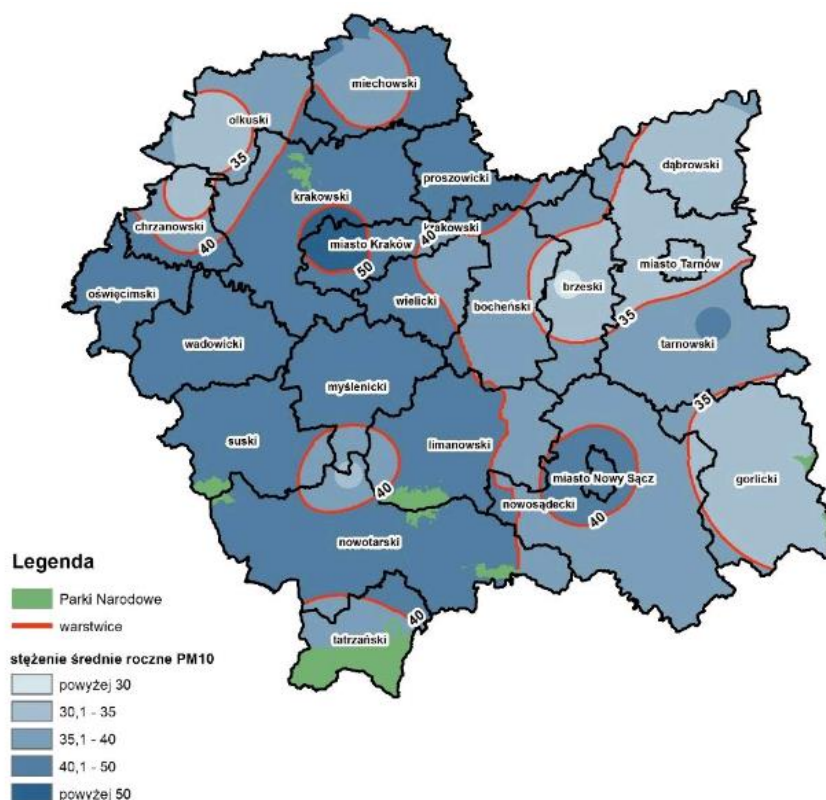 miechowski
olkuski
35
dąbrowski
proszowicki
krakowski
chrzanowski
40
krakowski
40
miasto Kraków
50
miasto Tarnów
oświęcimski
wielicki
bocheński
brzeski
35
wadowicki
tarnowski
myślenicki
35
suski
limanowski
miasto Nowy Sącz
gorlicki
40
nowosądecki
40
nowotarski
40
tatrzański
Legenda
Parki Narodowe
warstwice
stężenie średnie roczne PM10
powyżej 30
30,1 - 35
35,1 - 40
40,1 - 50
powyżej 50